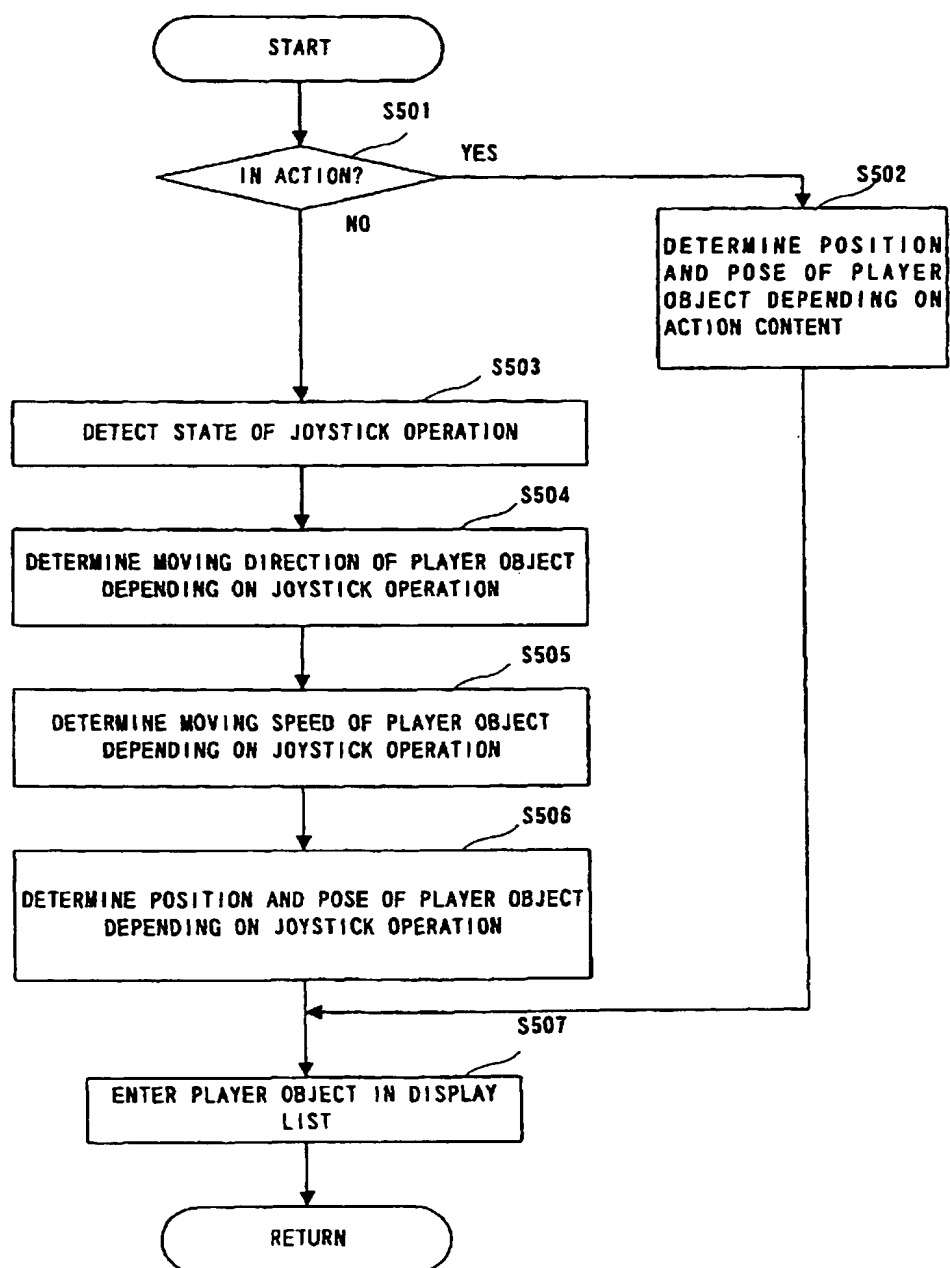 START
S501
IN ACTION?
YES
NO
S502
DETERMINE POSITION
AND POSE OF PLAYER
OBJECT DEPENDING ON
ACTION CONTENT
S503
DETECT STATE OF JOYSTICK OPERATION
S504
DETERMINE MOVING DIRECTION OF PLAYER OBJECT
DEPENDING ON JOYSTICK OPERATION
S505
DETERMINE MOVING SPEED OF PLAYER OBJECT
DEPENDING ON JOYSTICK OPERATION
S506
DETERMINE POSITION AND POSE OF PLAYER OBJECT
DEPENDING ON JOYSTICK OPERATION
S507
ENTER PLAYER OBJECT IN DISPLAY
LIST
RETURN